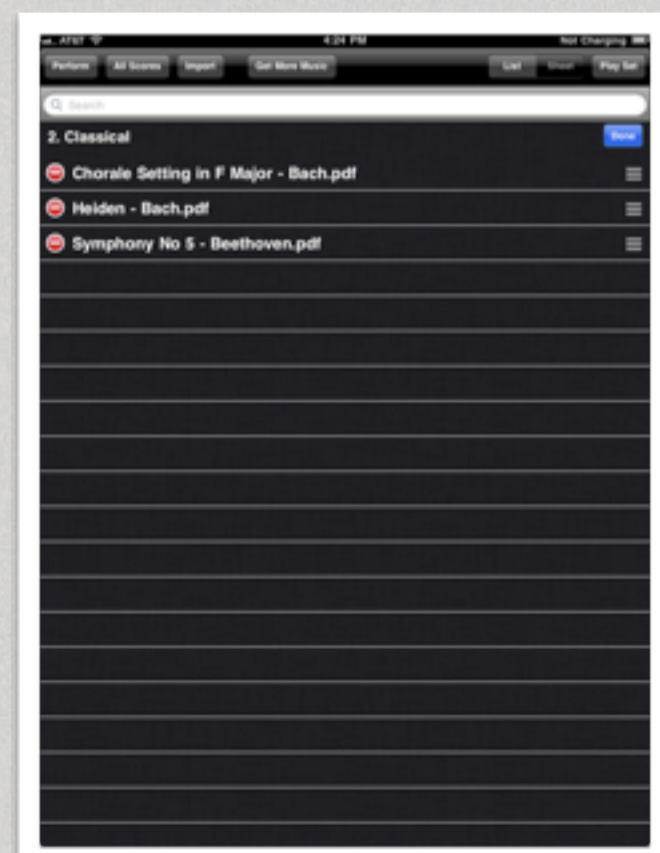 AT&T 4:24 PM Not Charging
Perform All Scores Import Get More Music List Sheet Play Set
Search
2. Classical Done
Chorale Setting in F Major - Bach.pdf
Heiden - Bach.pdf
Symphony No 5 - Beethoven.pdf